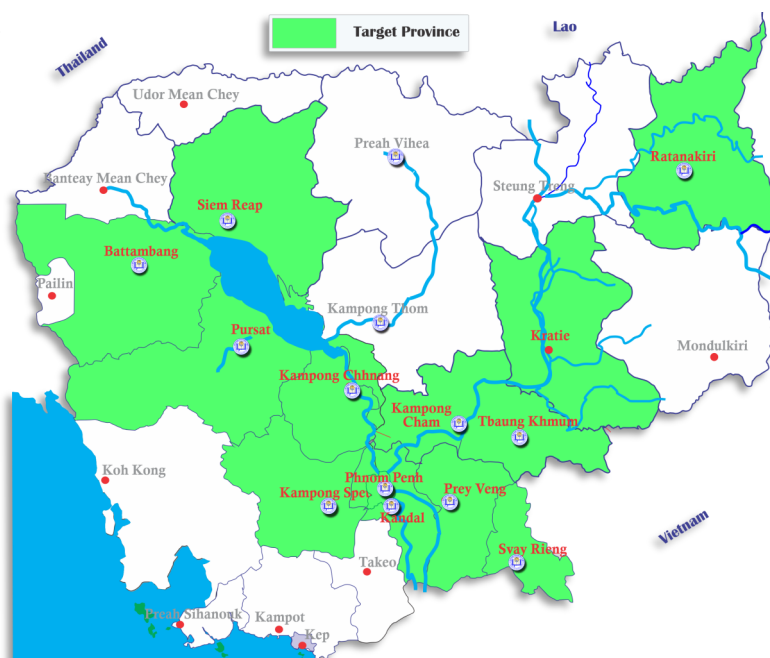 Lao
Target Province
Thailand
Udor Mean Chey
Preah Vihea
Ratanakiri
Banteay Mean Chey
Steung Treng
Siem Reap
Battambang
Pailin
Kampong Thom
Pursat
Kratie
Mondulkiri
Kampong Chhnang
Kampong
Cham
Tbaung Khmum
Koh Kong
Phnom Penh
Kampong Speu
Prey Veng
Kandal
Vietnam
Svay Rieng
Takeo
Preah Sihanouk
Kampot
Kep